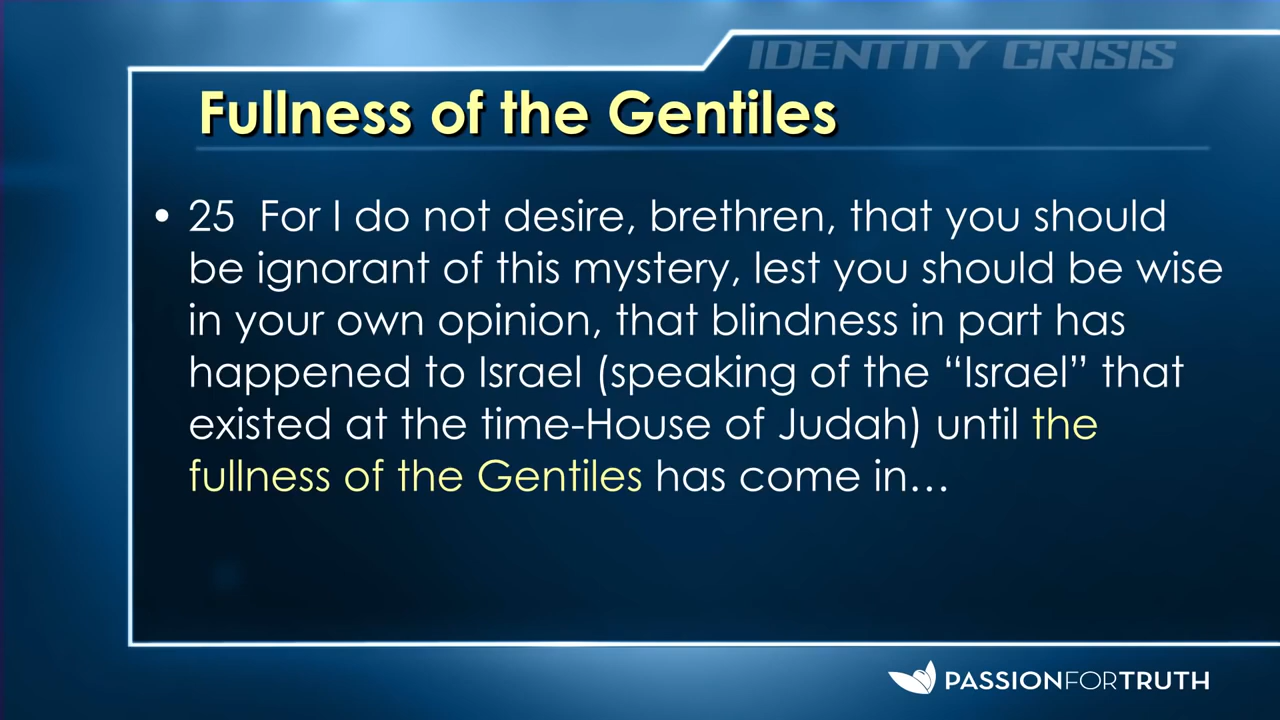 IDENTITY CRISIS
Fullness of the Gentiles
• 25  For I do not desire, brethren, that you should
be ignorant of this mystery, lest you should be wise
in your own opinion, that blindness in part has
happened to Israel (speaking of the “Israel” that
existed at the time-House of Judah) until the
fullness of the Gentiles has come in…
PASSIONFORTRUTH